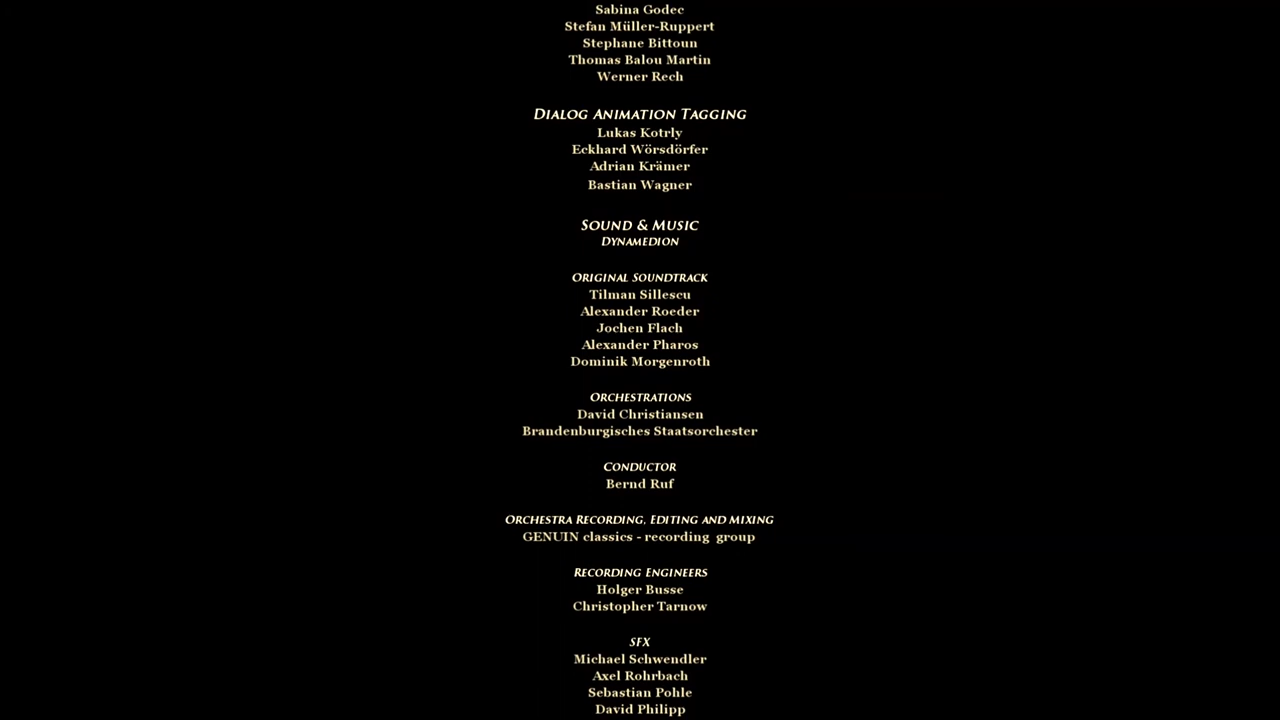 Sabina Godec
Stefan Müller-Ruppert
Stephane Bittoun
Thomas Balou Martin
Werner Rech
Dialog Animation Tagging
Lukas Kotrly
Eckhard Wörsdörfer
Adrian Krämer
Bastian Wagner
Sound & Music
Dynamedion
Original Soundtrack
Tilman Sillescu
Alexander Roeder
Jochen Flach
Alexander Pharos
Dominik Morgenroth
Orchestrations
David Christiansen
Brandenburgisches Staatsorchester
Conductor
Bernd Ruf
Orchestra Recording, Editing and mixing
GENUIN classics - recording group
Recording Engineers
Holger Busse
Christopher Tarnow
SFX
Michael Schwendler
Axel Rohrbach
Sebastian Pohle
David Philipp